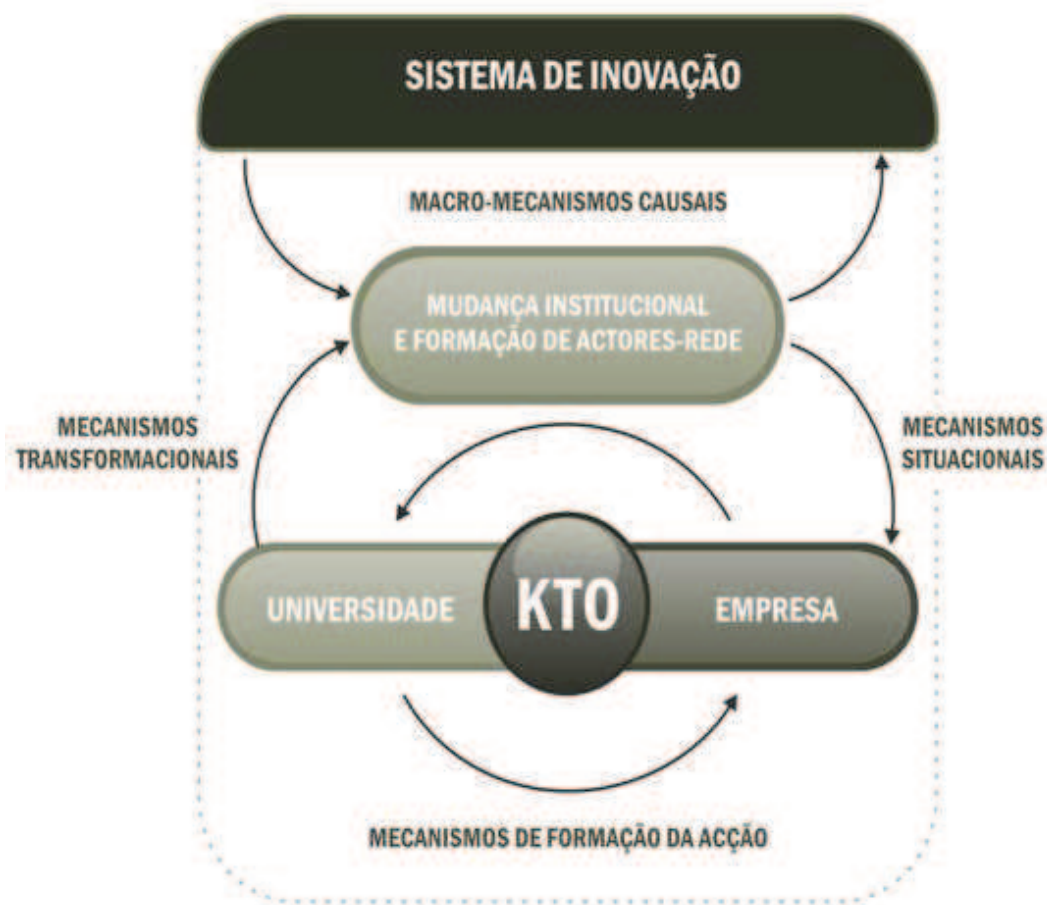 SISTEMA DE INOVAÇÃO
MACRO-MECANISMOS CAUSAIS
MUDANÇA INSTITUCIONAL
E FORMAÇÃO DE ACTORES-REDE
MECANISMOS
TRANSFORMACIONAIS
MECANISMOS
SITUACIONAIS
UNIVERSIDADE
KTO
EMPRESA
MECANISMOS DE FORMAÇÃO DA ACÇÃO